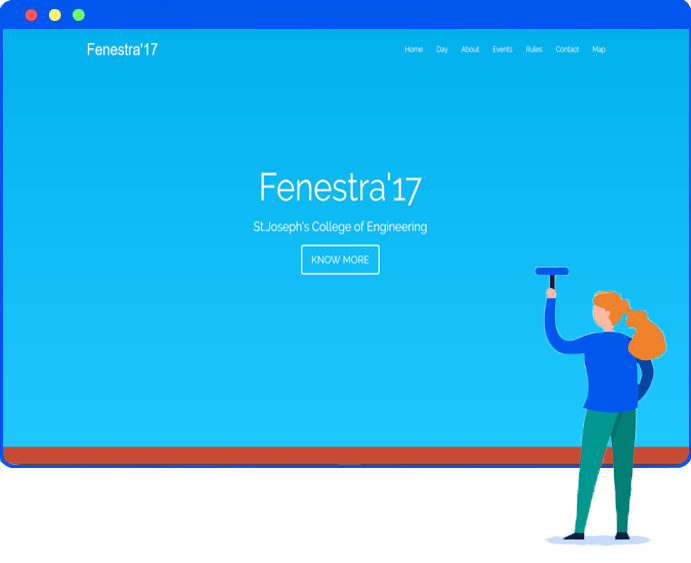 Fenestra'17
Home Day About Events Rules Contact Map
Fenestra'17
St.Joseph's College of Engineering
KNOW MORE